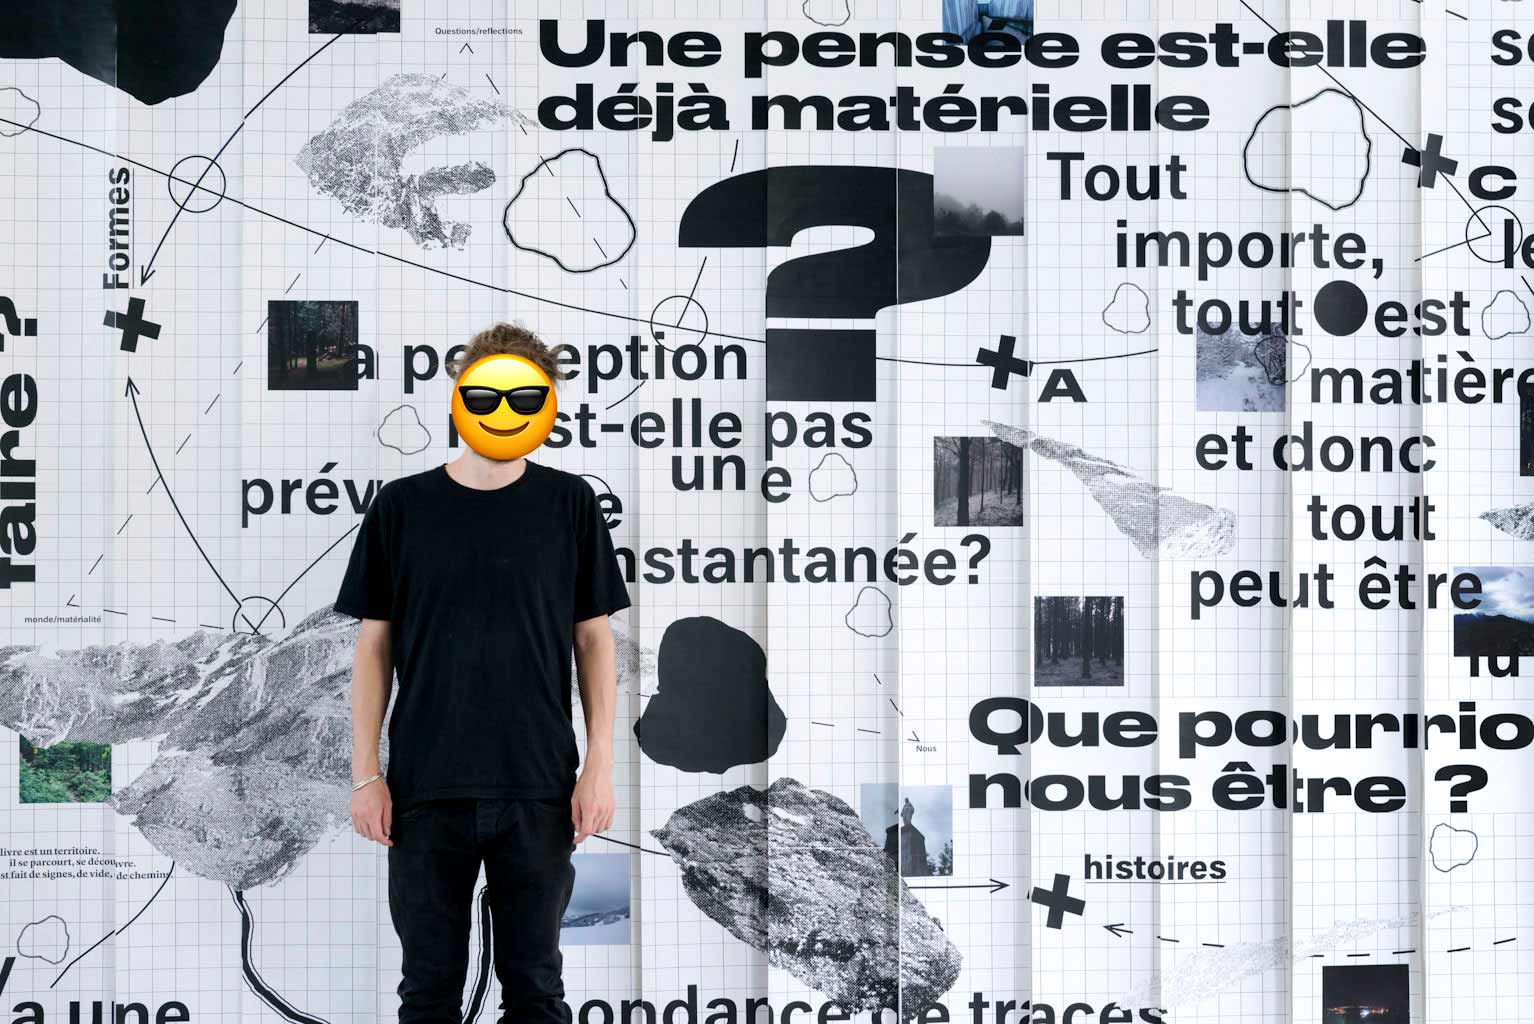 Questions/reflections
Une pensée est-elle
déjà matérielle
?
Formes
Tout
importe,
tout est
matière
et donc
tout
peut être
c
A
a
eption
st-elle pas
une
prév
e
nstantanée?
faire ?
monde/matérialité
Nous
Que pourrio
nous être ?
histoires
livre est un territoire.
il se parcourt, se découvre.
st fait de signes, de vide, de chemins.
a une
ondance de traces